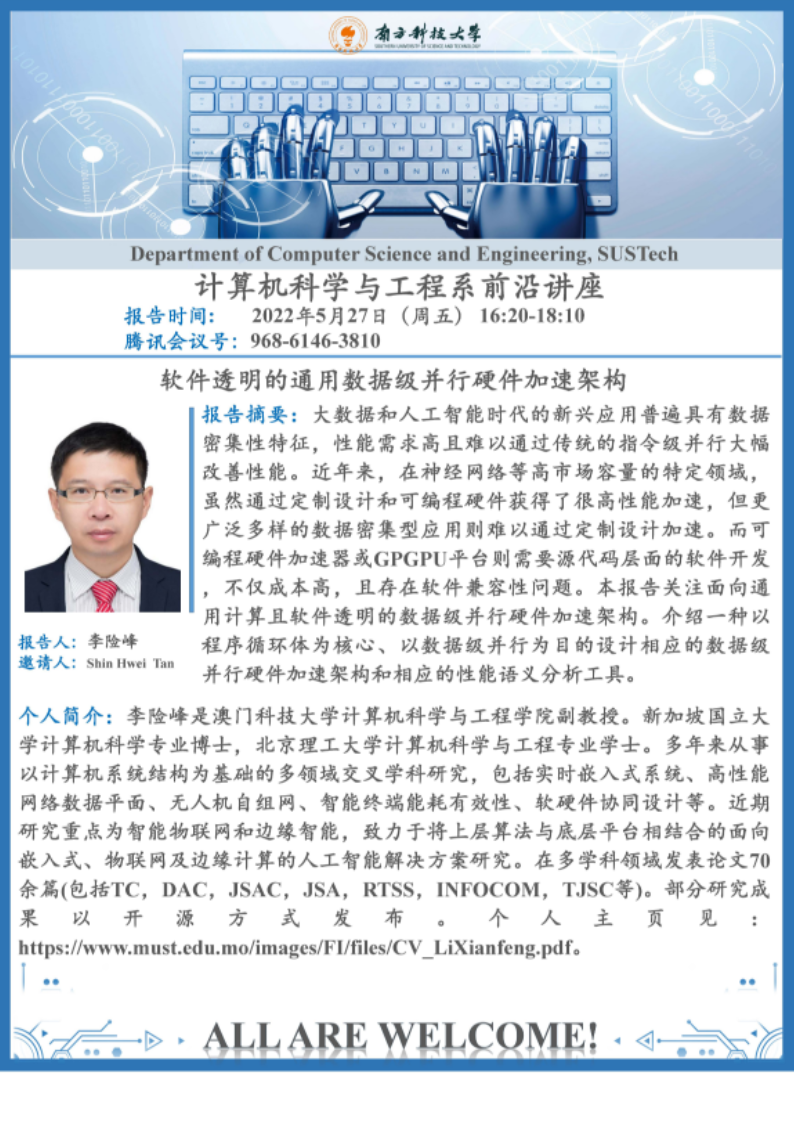 南方科技大学
SOUTHERN UNIVERSITY OF SCIENCE AND TECHNOLOGY
Department of Computer Science and Engineering, SUSTech
计算机科学与工程系前沿讲座
报告时间： 2022年5月27日（周五） 16:20-18:10
腾讯会议号：968-6146-3810
软件透明的通用数据级并行硬件加速架构
报告摘要：大数据和人工智能时代的新兴应用普遍具有数据
密集性特征，性能需求高且难以通过传统的指令级并行大幅
改善性能。近年来，在神经网络等高市场容量的特定领域，
虽然通过定制设计和可编程硬件获得了很高性能加速，但更
广泛多样的数据密集型应用则难以通过定制设计加速。而可
编程硬件加速器或GPGPU平台则需要源代码层面的软件开发
，不仅成本高，且存在软件兼容性问题。本报告关注面向通
用计算且软件透明的数据级并行硬件加速架构。介绍一种以
程序循环体为核心、以数据级并行为目的设计相应的数据级
并行硬件加速架构和相应的性能语义分析工具。
报告人：李险峰
邀请人：Shin Hwei Tan
个人简介：李险峰是澳门科技大学计算机科学与工程学院副教授。新加坡国立大
学计算机科学专业博士，北京理工大学计算机科学与工程专业学士。多年来从事
以计算机系统结构为基础的多领域交叉学科研究，包括实时嵌入式系统、高性能
网络数据平面、无人机自组网、智能终端能耗有效性、软硬件协同设计等。近期
研究重点为智能物联网和边缘智能，致力于将上层算法与底层平台相结合的面向
嵌入式、物联网及边缘计算的人工智能解决方案研究。在多学科领域发表论文70
余篇(包括TC，DAC，JSAC，JSA，RTSS，INFOCOM，TJSC等)。部分研究成
果以开源方式发布。个人主页见：
https://www.must.edu.mo/images/FI/files/CV_LiXianfeng.pdf。
ALL ARE WELCOME!